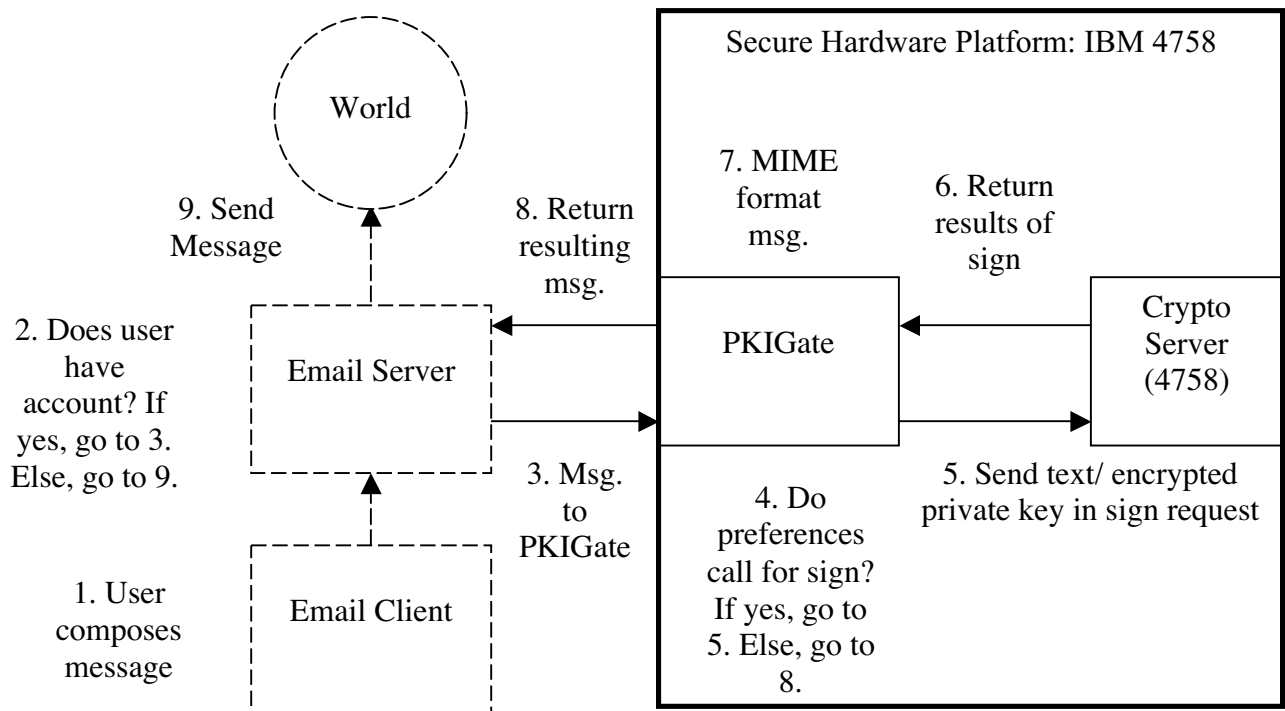 Secure Hardware Platform: IBM 4758
World
7. MIME
format
msg.
6. Return
results of
sign
9. Send
Message
8. Return
resulting
msg.
2. Does user
have
account? If
yes, go to 3.
Else, go to 9.
Email Server
PKIGate
Crypto
Server
(4758)
3. Msg.
to
PKIGate
4. Do
preferences
call for sign?
If yes, go to
5. Else, go to
8.
5. Send text/ encrypted
private key in sign request
1. User
composes
message
Email Client